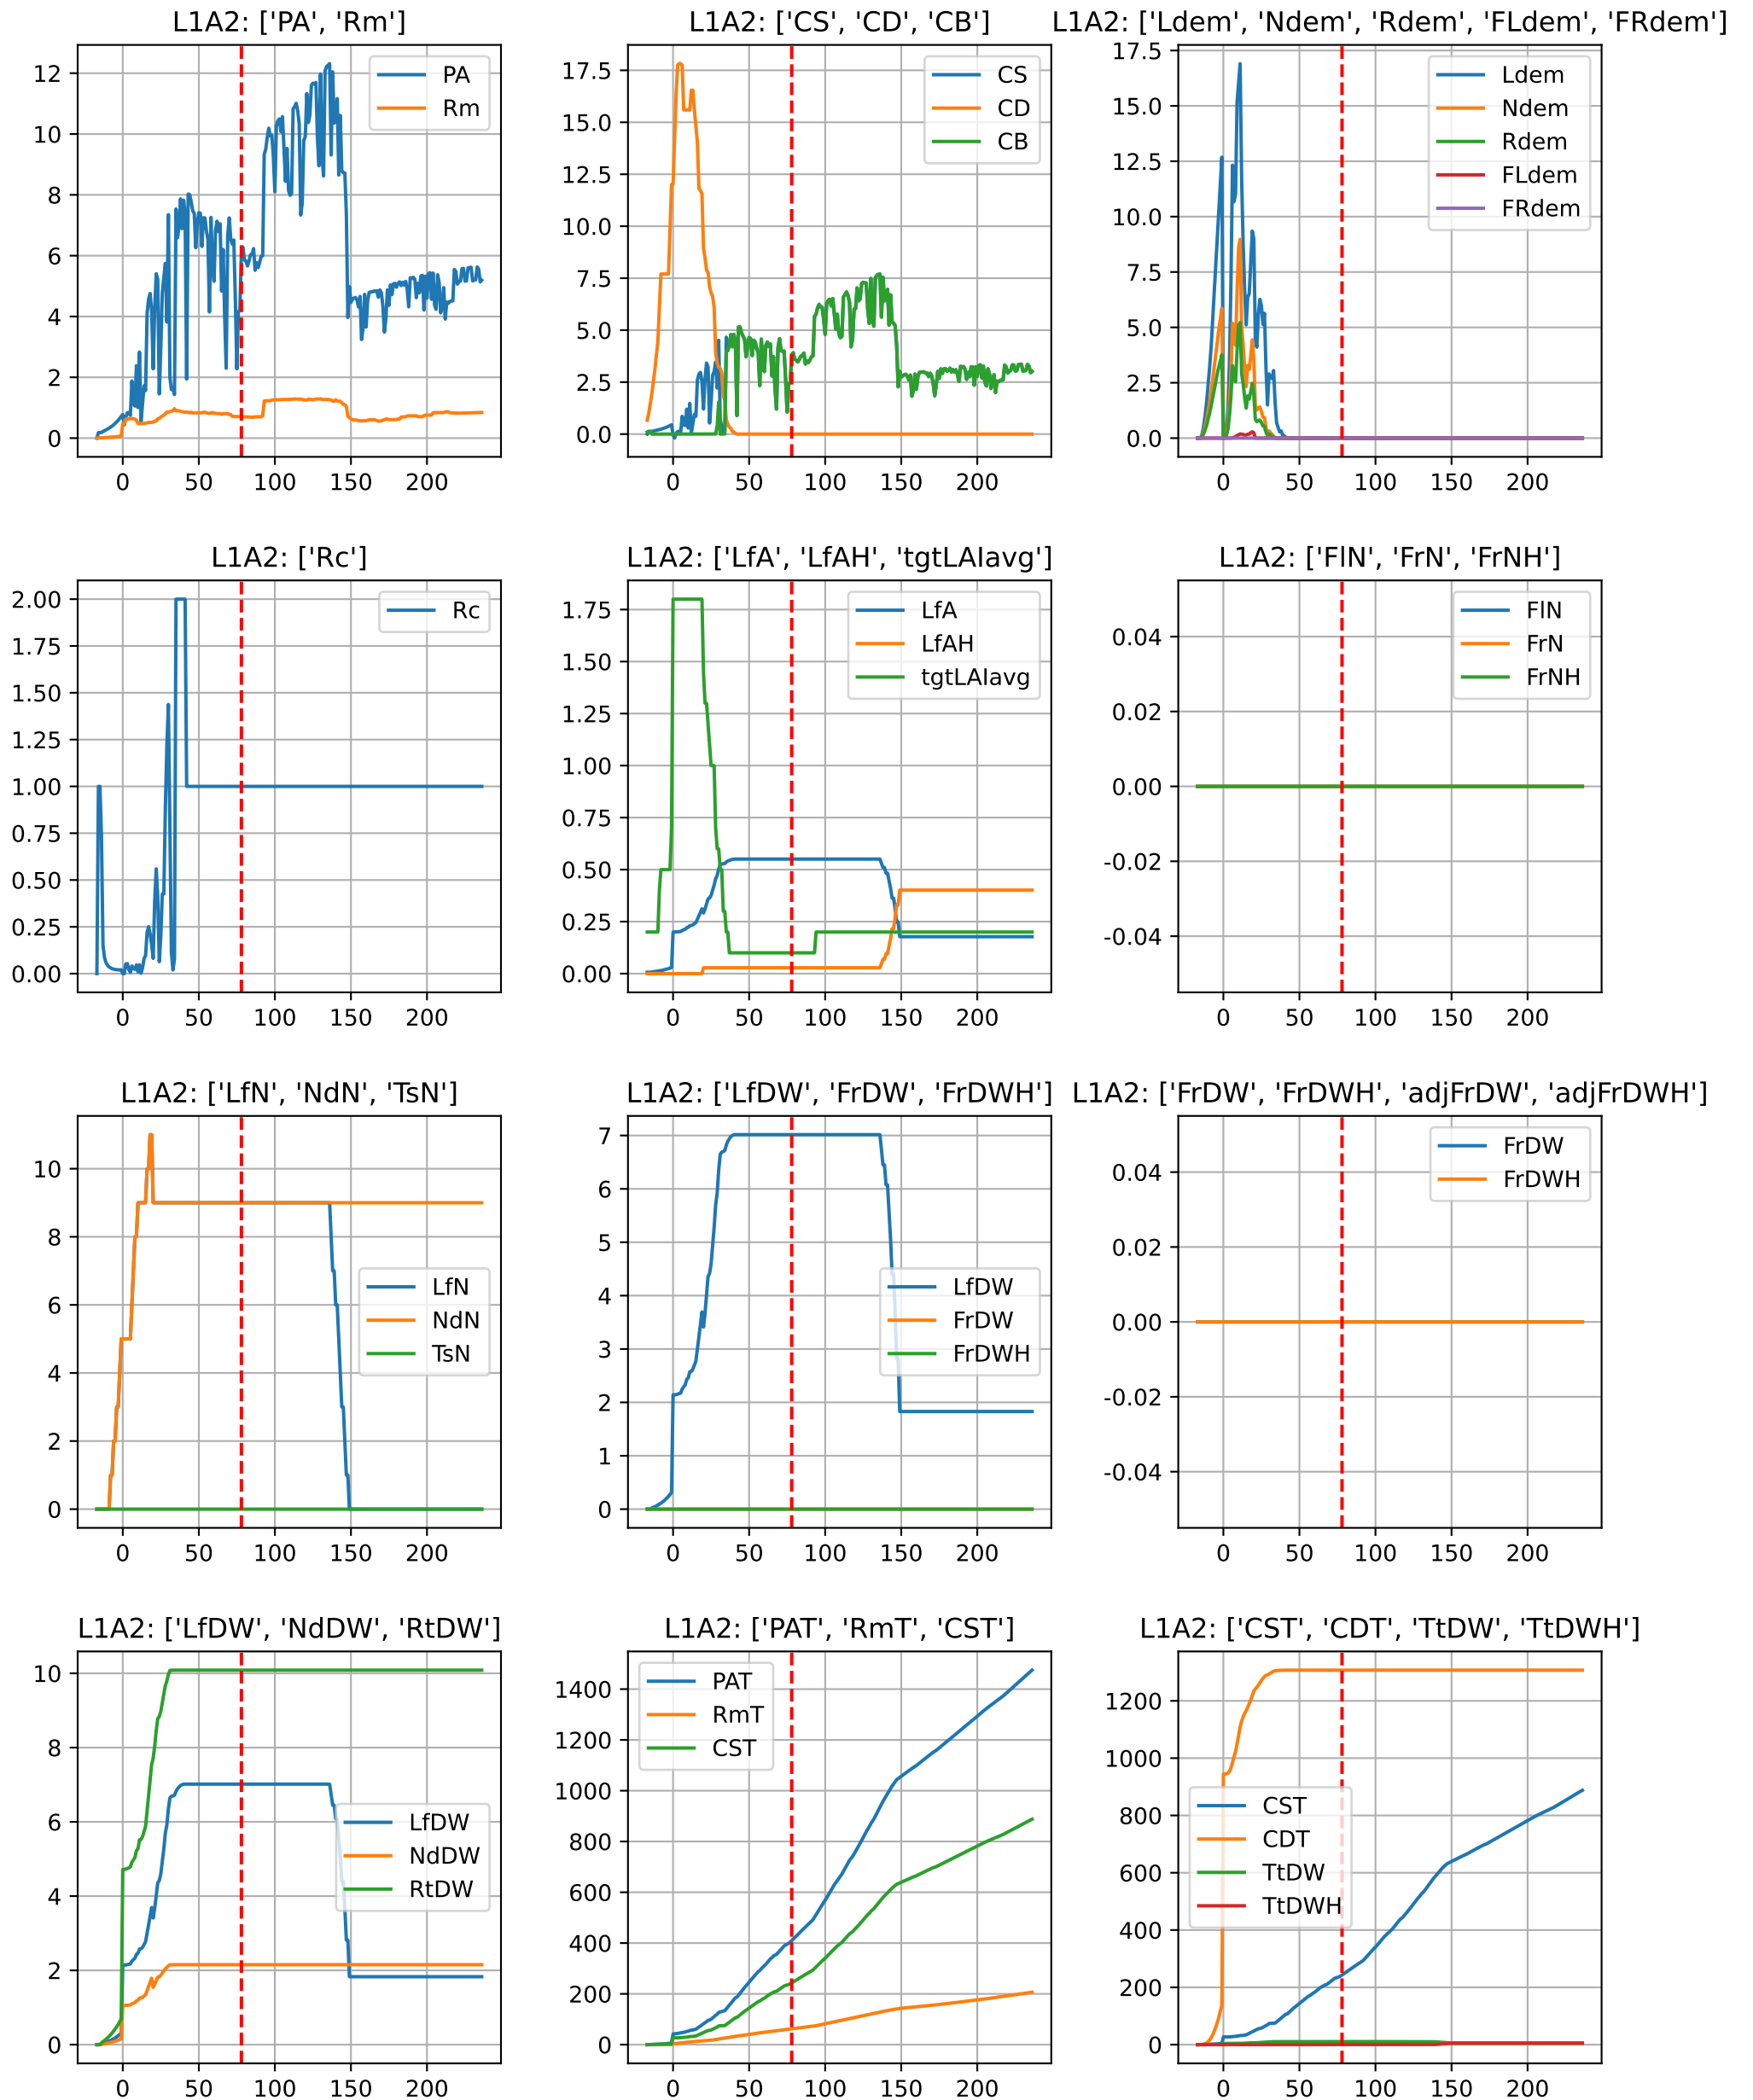 L1A2: ['PA', 'Rm']
12
10
8
6
4
2
0
0 50 100 150 200
PA
Rm
L1A2: ['CS', 'CD', 'CB']
17.5
15.0
12.5
10.0
7.5
5.0
2.5
0.0
0 50 100 150 200
CS
CD
CB
L1A2: ['Ldem', 'Ndem', 'Rdem', 'FLdem', 'FRdem']
17.5
15.0
12.5
10.0
7.5
5.0
2.5
0.0
0 50 100 150 200
Ldem
Ndem
Rdem
FLdem
FRdem
L1A2: ['Rc']
2.00
1.75
1.50
1.25
1.00
0.75
0.50
0.25
0.00
0 50 100 150 200
Rc
L1A2: ['LfA', 'LfAH', 'tgtLAIavg']
1.75
1.50
1.25
1.00
0.75
0.50
0.25
0.00
0 50 100 150 200
LfA
LfAH
tgtLAIavg
L1A2: ['FlN', 'FrN', 'FrNH']
0.04
0.02
0.00
-0.02
-0.04
0 50 100 150 200
FlN
FrN
FrNH
L1A2: ['LfN', 'NdN', 'TsN']
10
8
6
4
2
0
0 50 100 150 200
LfN
NdN
TsN
L1A2: ['LfDW', 'FrDW', 'FrDWH']
7
6
5
4
3
2
1
0
0 50 100 150 200
LfDW
FrDW
FrDWH
L1A2: ['FrDW', 'FrDWH', 'adjFrDW', 'adjFrDWH']
0.04
0.02
0.00
-0.02
-0.04
0 50 100 150 200
FrDW
FrDWH
L1A2: ['LfDW', 'NdDW', 'RtDW']
10
8
6
4
2
0
0 50 100 150 200
LfDW
NdDW
RtDW
L1A2: ['PAT', 'RmT', 'CST']
1400
1200
1000
800
600
400
200
0
0 50 100 150 200
PAT
RmT
CST
L1A2: ['CST', 'CDT', 'TtDW', 'TtDWH']
1200
1000
800
600
400
200
0
0 50 100 150 200
CST
CDT
TtDW
TtDWH